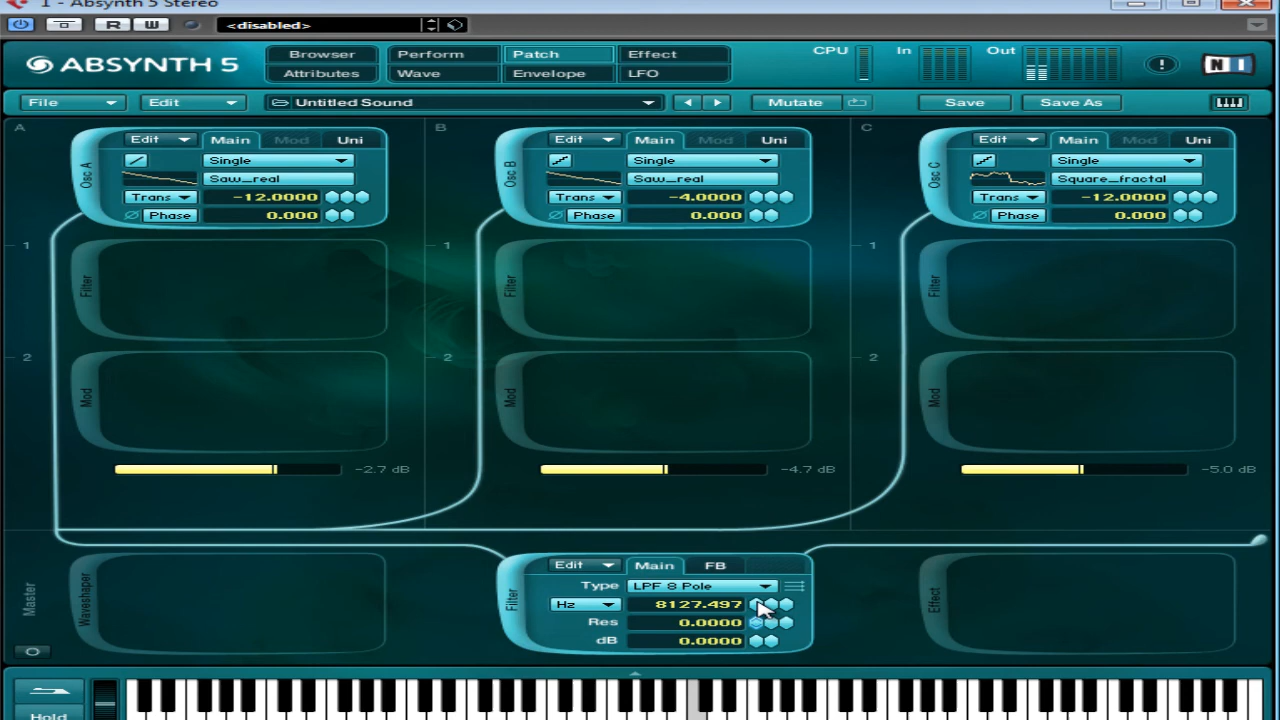 1 - Absynth 5 Stereo
R W <disabled>
ABSYNTH 5
Browser Perform Patch Effect
Attributes Wave Envelope LFO
CPU In Out ! NI
File Edit Untitled Sound Mutate Save Save As
A B C
Osc A Edit Main Mod Uni
Single
Saw_real
Trans -12.0000
Phase 0.000
Osc B Edit Main Mod Uni
Single
Saw_real
Trans -4.0000
Phase 0.000
Osc C Edit Main Mod Uni
Single
Square_fractal
Trans -12.0000
Phase 0.000
1 Filter 1 Filter 1 Filter
2 Mod 2 Mod 2 Mod
-2.7 dB -4.7 dB -5.0 dB
Master Waveshaper
Filter Edit Main FB
Type LPF 8 Pole
Hz 8127.497
Res 0.0000
dB 0.0000
Effect
Hold